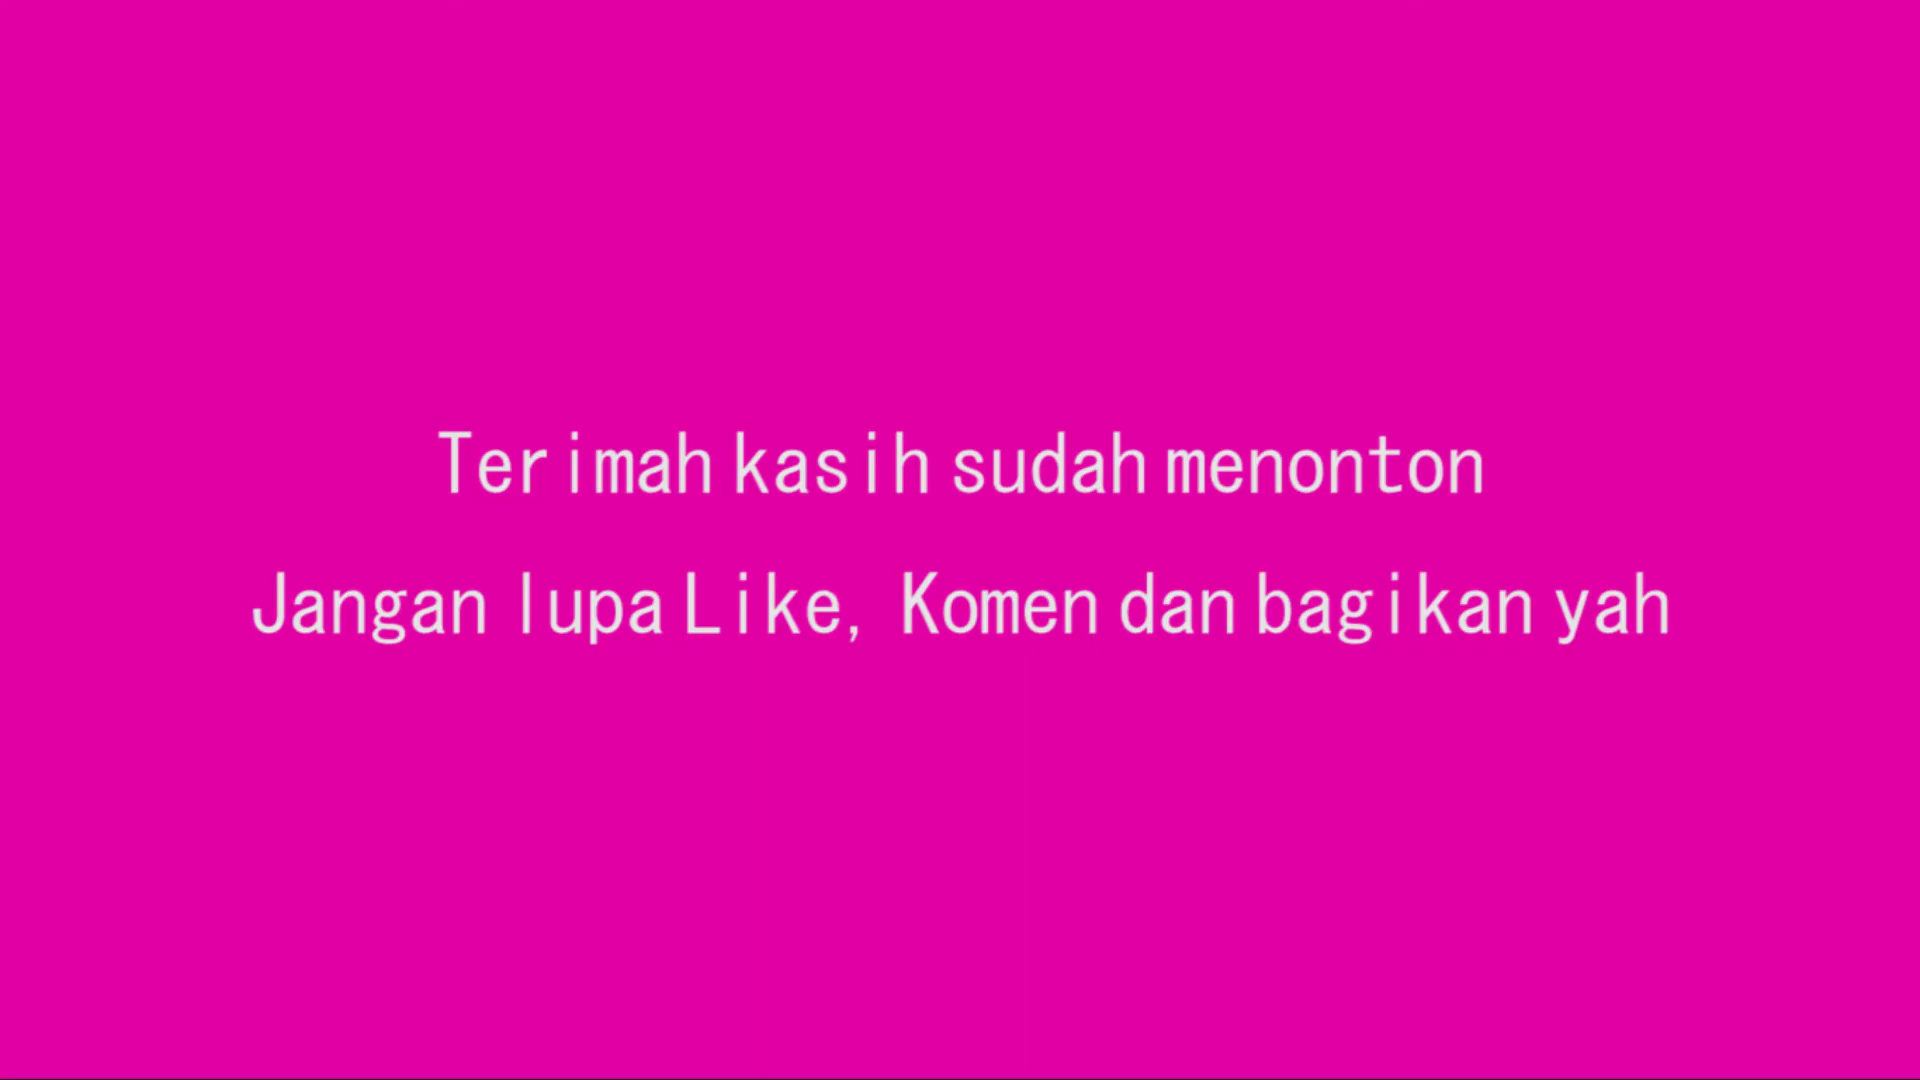 Terimah kasih sudah menonton
Jangan lupa Like, Komen dan bagikan yah